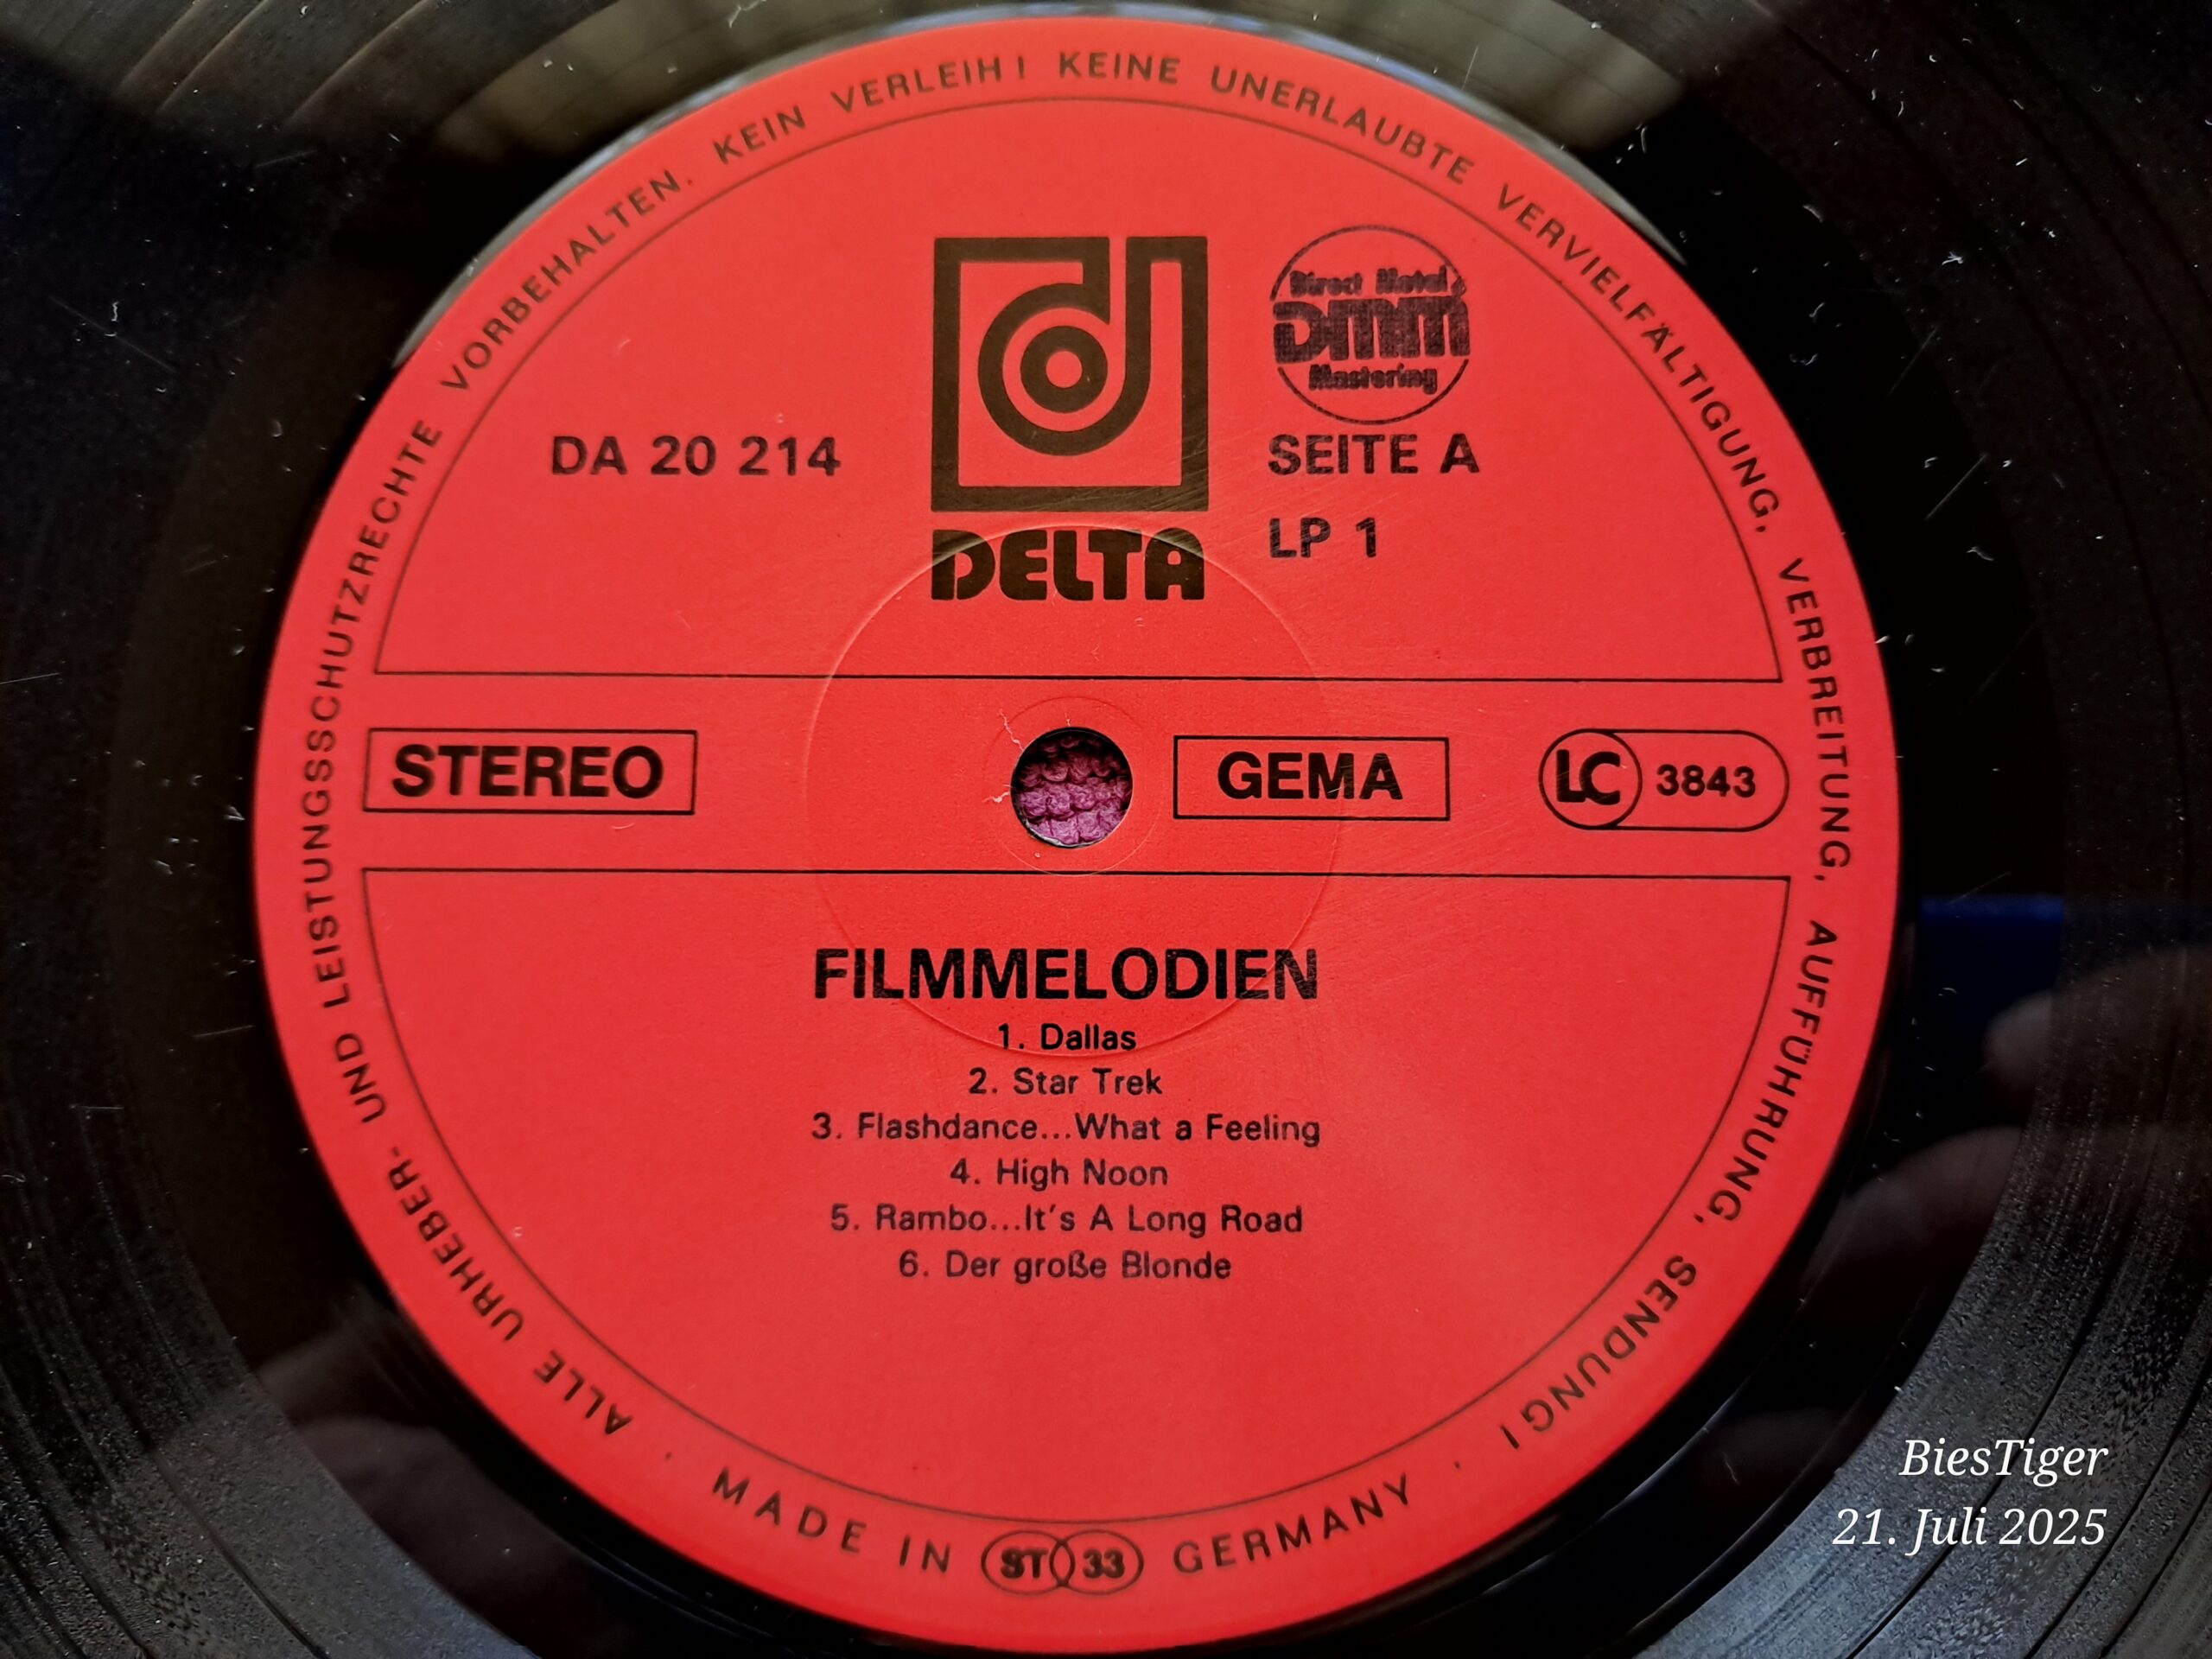 ALLE URHEBER- UND LEISTUNGSSCHUTZRECHTE VORBEHALTEN. KEIN VERLEIH! KEINE UNERLAUBTE VERVIELFÄLTIGUNG, VERBREITUNG, AUFFÜHRUNG, SENDUNG!
Direct Metal
DMM
Mastering
DA 20 214
SEITE A
LP 1
d
DELTA
STEREO
GEMA
LC 3843
FILMMELODIEN
1. Dallas
2. Star Trek
3. Flashdance...What a Feeling
4. High Noon
5. Rambo...It's A Long Road
6. Der große Blonde
· MADE IN ST 33 GERMANY ·
BiesTiger
21. Juli 2025